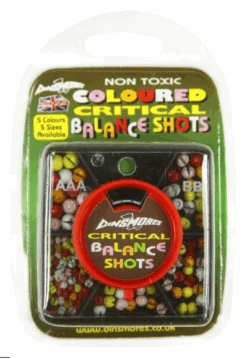 DINSMORES
NON TOXIC
COLOURED
CRITICAL
BALANCE SHOTS
5 Colours
5 Sizes
Available
AAA
BB
DINSMORES
CRITICAL
BALANCE
SHOTS
www.dinsmores.co.uk